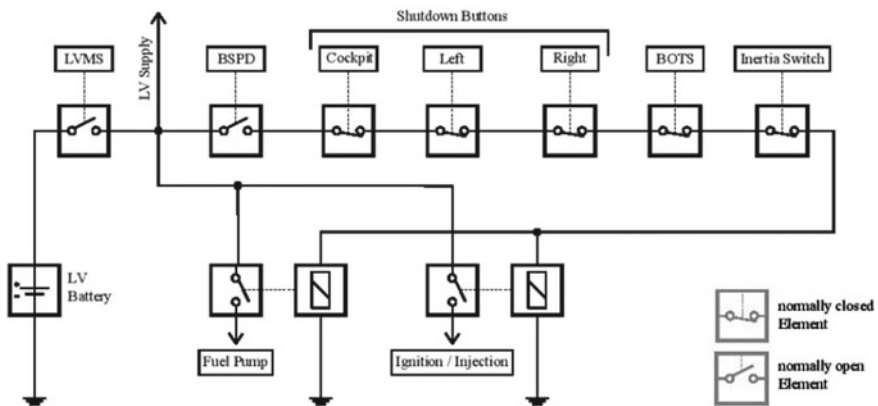 Shutdown Buttons
LVMS
LV Supply
BSPD
Cockpit
Left
Right
BOTS
Inertia Switch
LV
Battery
Fuel Pump
Ignition / Injection
normally closed
Element
normally open
Element